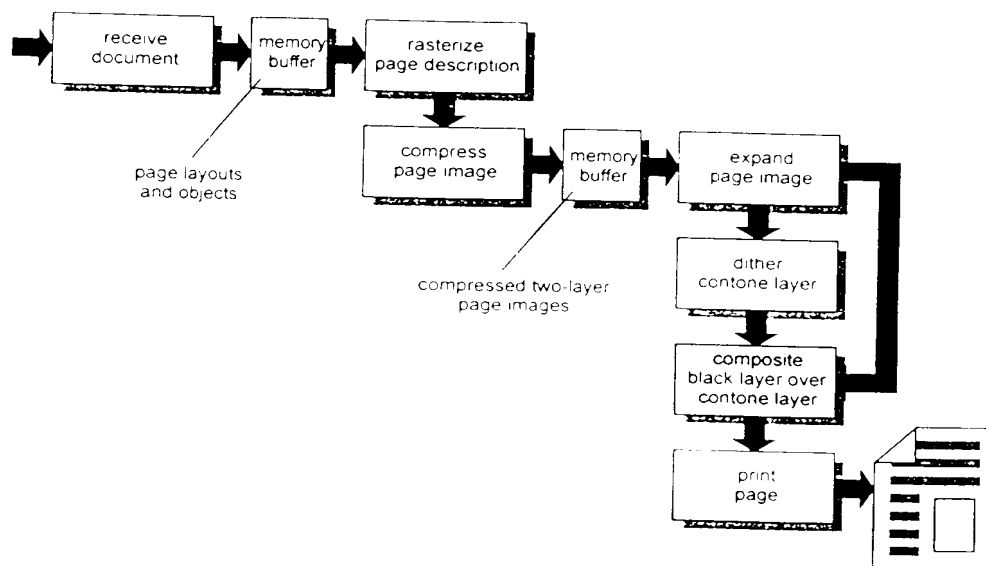 receive
document
memory
buffer
rasterize
page description
compress
page image
memory
buffer
expand
page image
page layouts
and objects
dither
contone layer
compressed two-layer
page images
composite
black layer over
contone layer
print
page